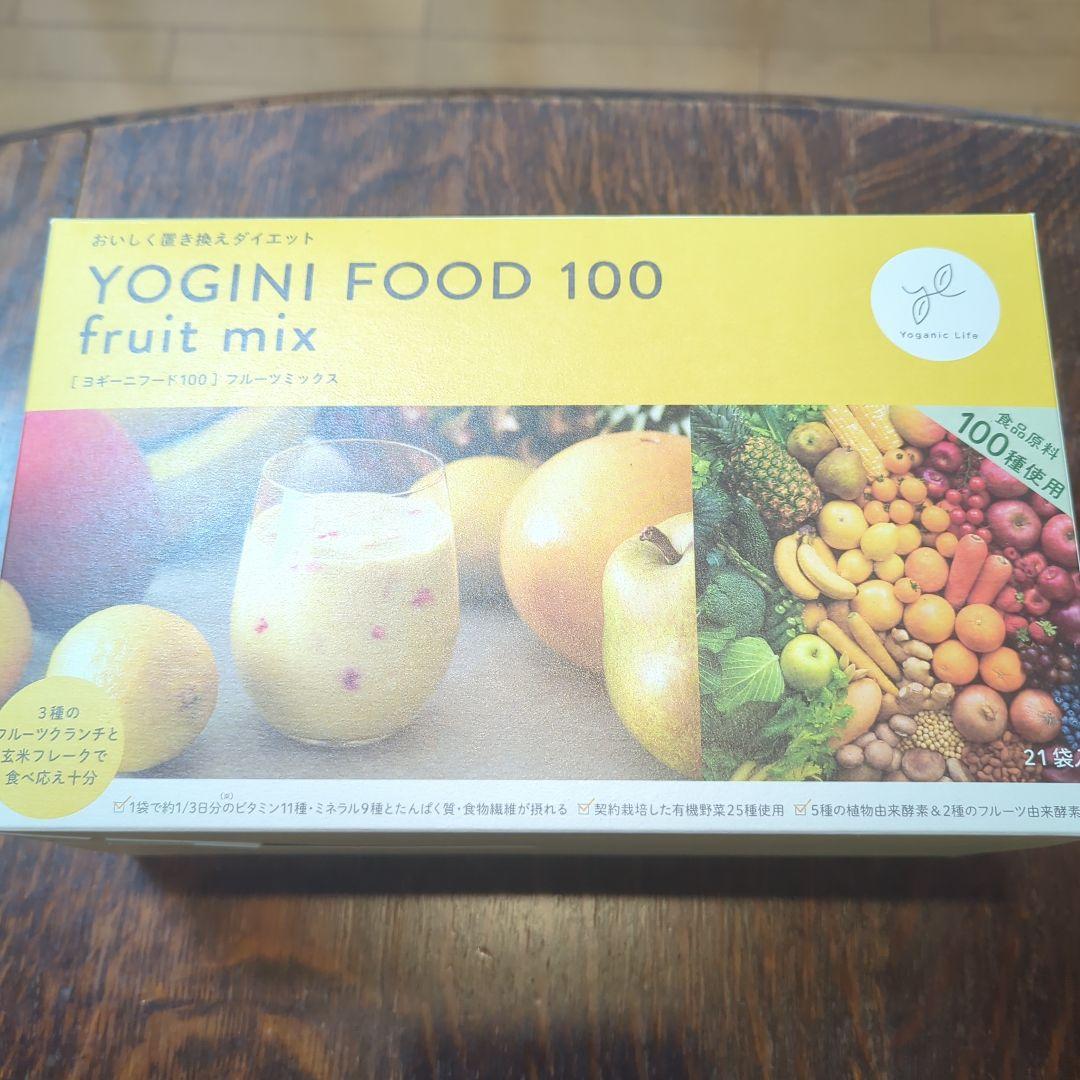 おいしく置き換えダイエット
YOGINI FOOD 100
fruit mix
[ヨギーニフード100] フルーツミックス
Yoganic Life
食品原料
100種使用
3種の
フルーツクランチと
玄米フレークで
食べ応え十分
21袋入
1袋で約1/3日分(※)のビタミン11種・ミネラル9種とたんぱく質・食物繊維が摂れる 契約栽培した有機野菜25種使用 5種の植物由来酵素&2種のフルーツ由来酵素